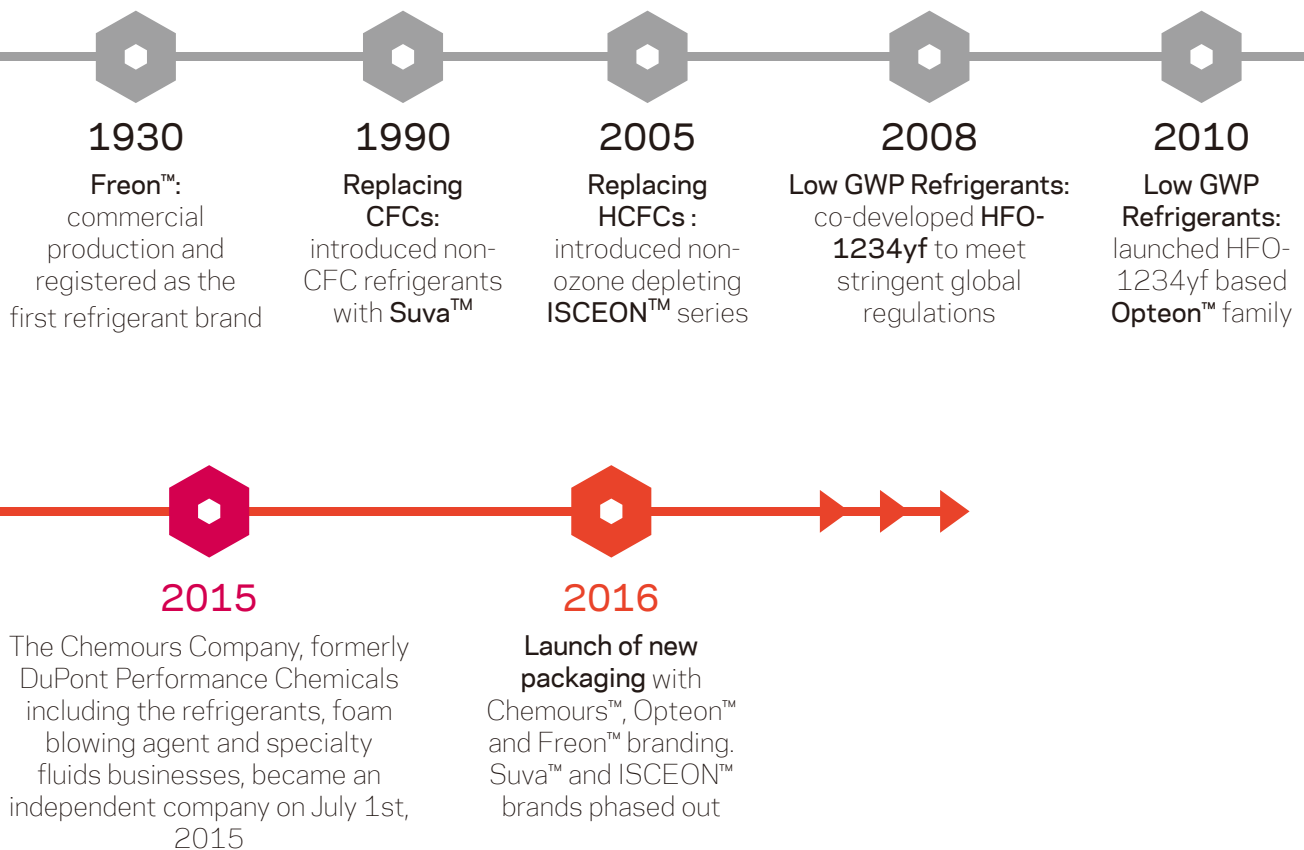 1930
Freon™:
commercial
production and
registered as the
first refrigerant brand
1990
Replacing
CFCs:
introduced non-
CFC refrigerants
with Suva™
2005
Replacing
HCFCs :
introduced non-
ozone depleting
ISCEON™ series
2008
Low GWP Refrigerants:
co-developed HFO-
1234yf to meet
stringent global
regulations
2010
Low GWP
Refrigerants:
launched HFO-
1234yf based
Opteon™ family
2015
The Chemours Company, formerly
DuPont Performance Chemicals
including the refrigerants, foam
blowing agent and specialty
fluids businesses, became an
independent company on July 1st,
2015
2016
Launch of new
packaging with
Chemours™, Opteon™
and Freon™ branding.
Suva™ and ISCEON™
brands phased out